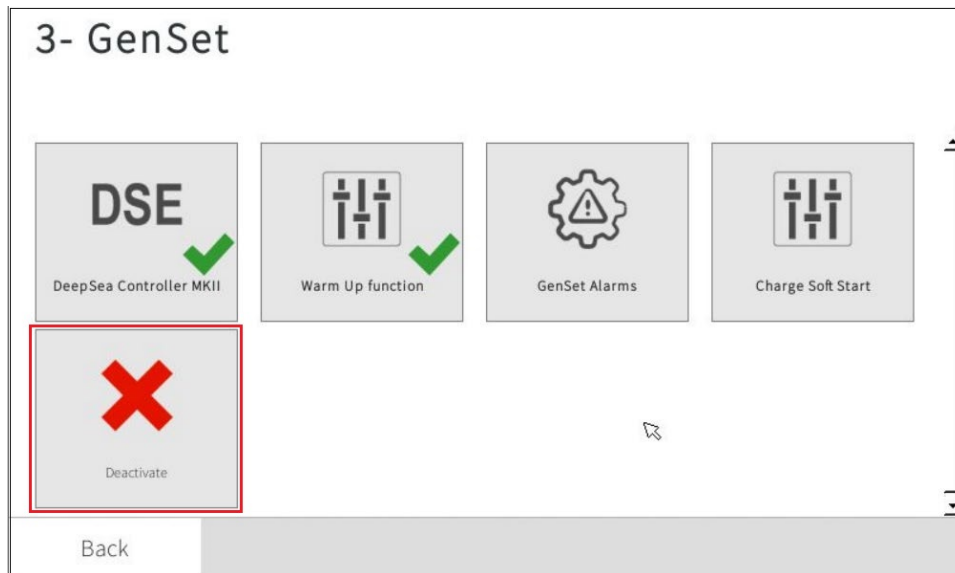 3- GenSet
DSE
DeepSea Controller MKII
Warm Up function
GenSet Alarms
Charge Soft Start
Deactivate
Back